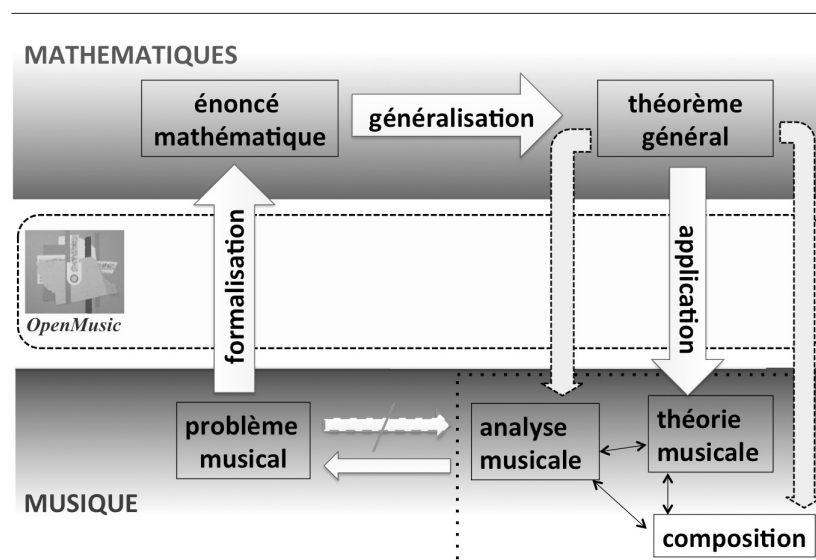 MATHEMATIQUES
énoncé
mathématique
généralisation
théorème
général
formalisation
application
OpenMusic
problème
musical
analyse
musicale
théorie
musicale
MUSIQUE
composition